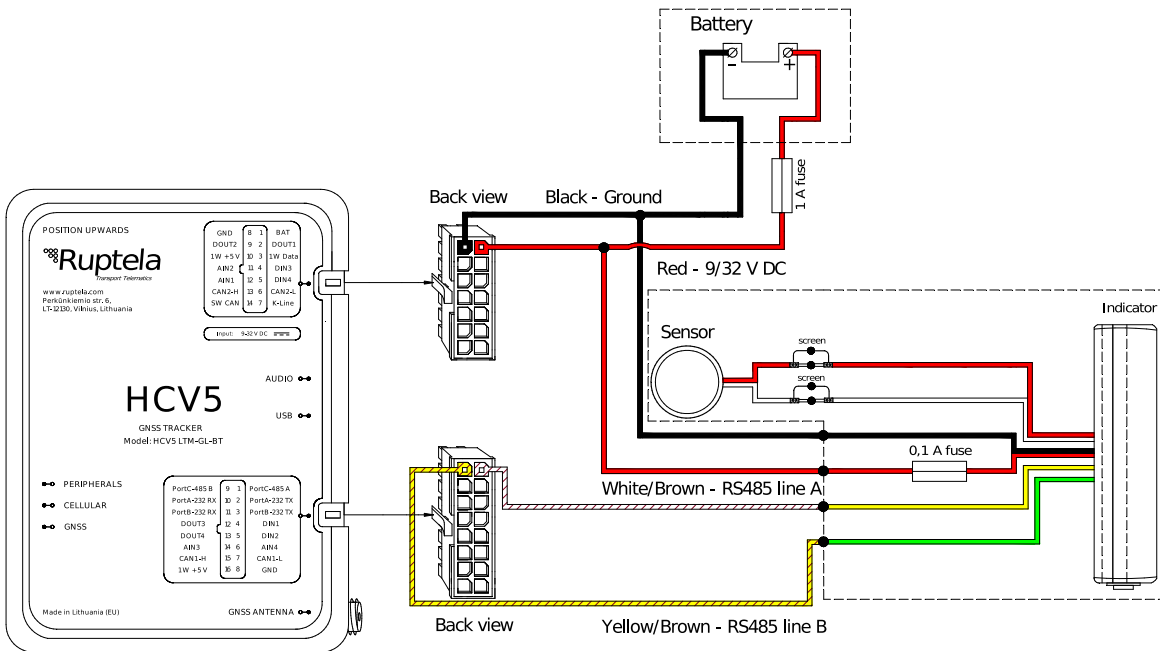 Battery
- +
1 A fuse
Back view
Black - Ground
Red - 9/32 V DC
POSITION UPWARDS
Ruptela
Transport Telematics
www.ruptela.com
Perkūnkiemio str. 6,
LT-12130, Vilnius, Lithuania
GND 8 1 BAT
DOUT2 9 2 DOUT1
1W +5V 10 3 1W Data
AIN2 11 4 DIN3
AIN1 12 5 DIN4
CAN2-H 13 6 CAN2-L
SW CAN 14 7 K-Line
Input: 9-32 V DC
AUDIO
USB
HCV5
GNSS TRACKER
Model: HCV5 LTM-GL-BT
PERIPHERALS
CELLULAR
GNSS
PortC-485 B 9 1 PortC-485 A
PortA-232 RX 10 2 PortA-232 TX
PortB-232 RX 11 3 PortB-232 TX
DOUT3 12 4 DIN1
DOUT4 13 5 DIN2
AIN3 14 6 AIN4
CAN1-H 15 7 CAN1-L
1W +5V 16 8 GND
Made in Lithuania (EU)
GNSS ANTENNA
Sensor
screen
screen
Indicator
0,1 A fuse
White/Brown - RS485 line A
Back view
Yellow/Brown - RS485 line B